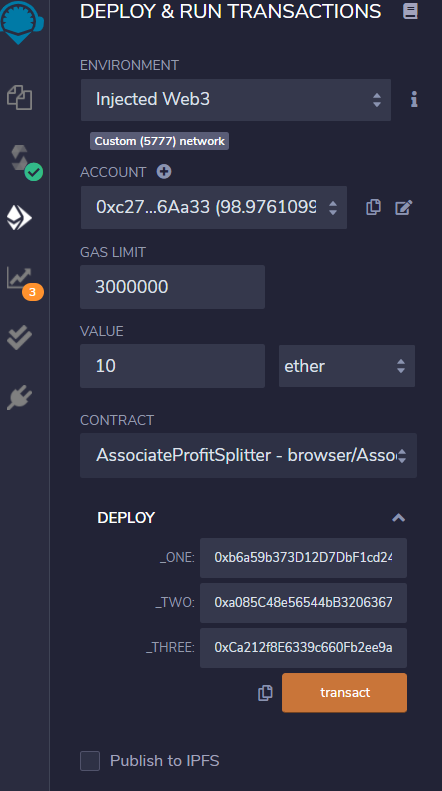 DEPLOY & RUN TRANSACTIONS
ENVIRONMENT
Injected Web3
Custom (5777) network
ACCOUNT
0xc27...6Aa33 (98.9761099
GAS LIMIT
3000000
VALUE
10 ether
CONTRACT
AssociateProfitSplitter - browser/Asso
DEPLOY
_ONE: 0xb6a59b373D12D7DbF1cd24
_TWO: 0xa085C48e56544bB3206367
_THREE: 0xCa212f8E6339c660Fb2ee9a
transact
Publish to IPFS
3